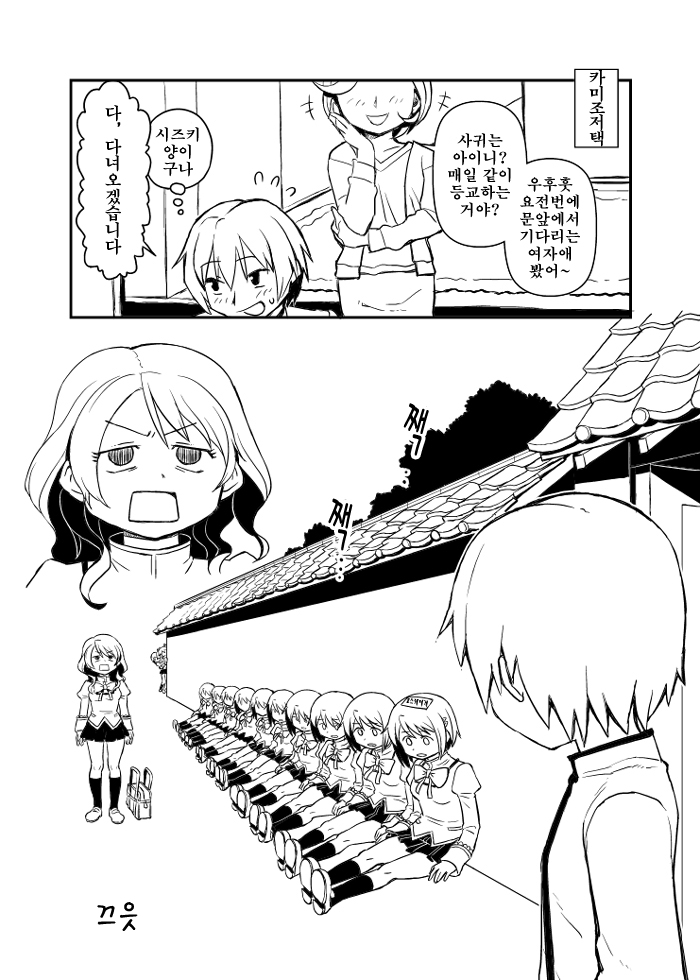 카미조저택
우후훗
요전번에
문앞에서
기다리는
여자애
봤어~
사귀는
아이니?
매일 같이
등교하는
거야?
시즈키
양이
구나
다, 다녀오겠습니다
짹
짹
끄읏